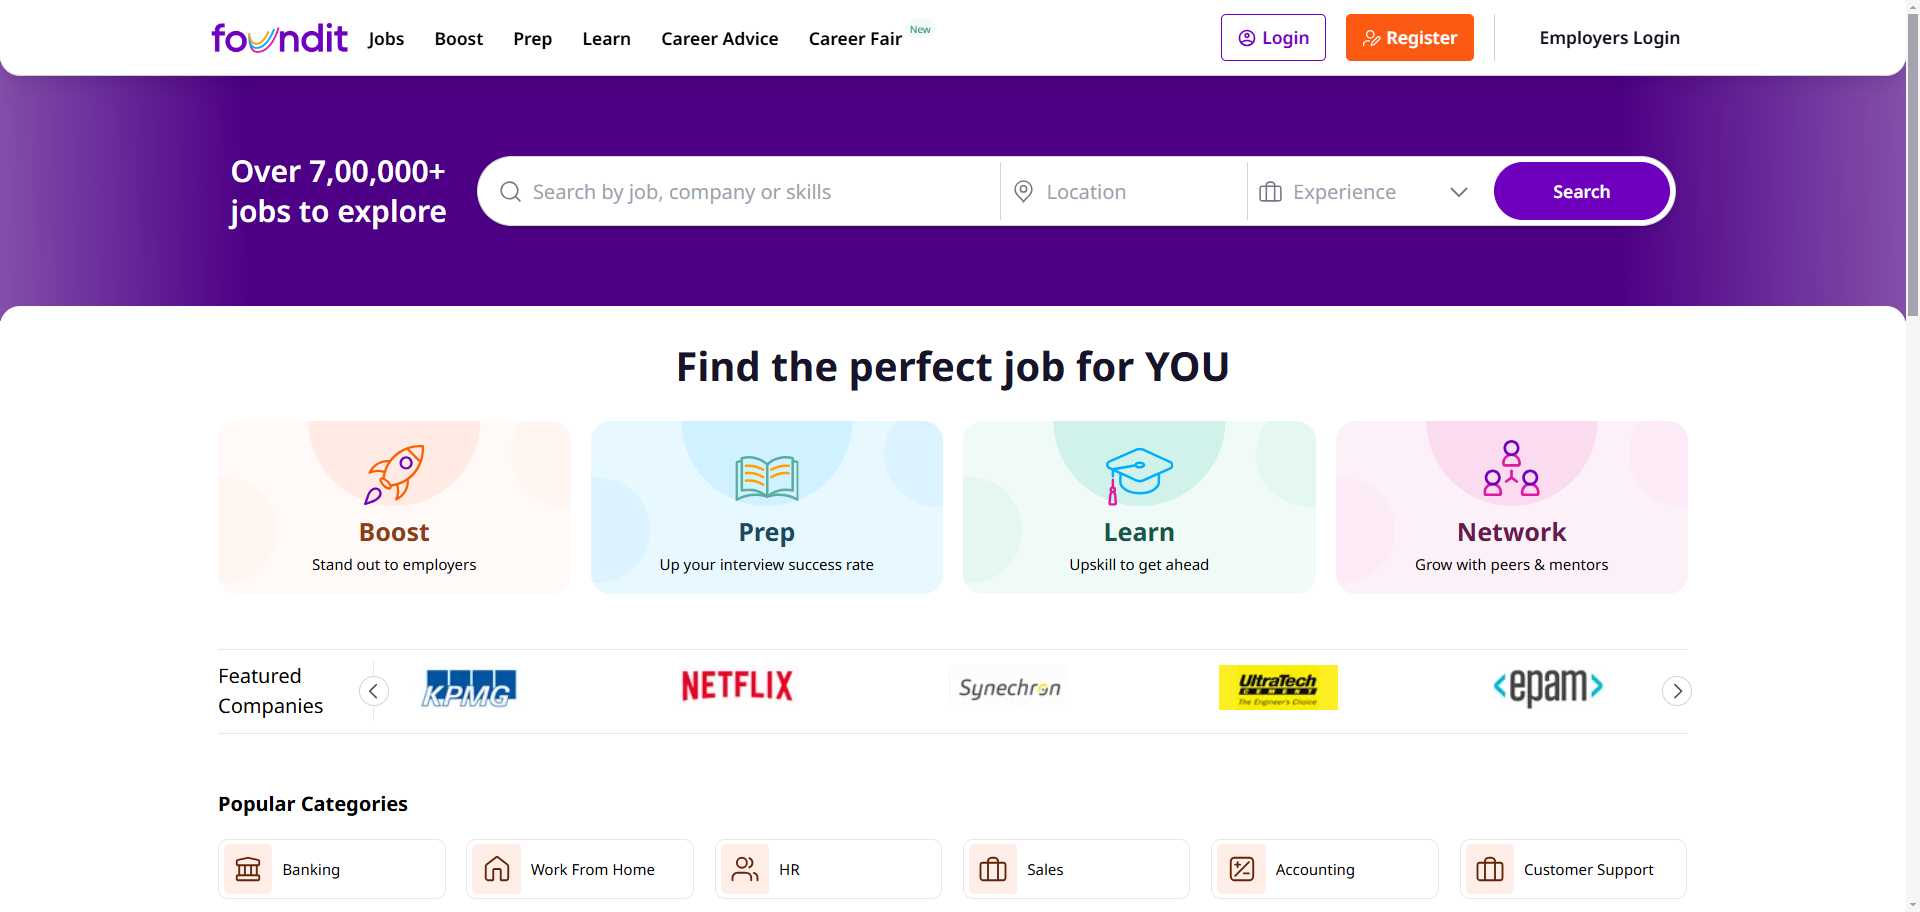 foundit
Jobs Boost Prep Learn Career Advice Career Fair New
Login Register Employers Login
Over 7,00,000+
jobs to explore
Search by job, company or skills Location Experience Search
Find the perfect job for YOU
Boost
Stand out to employers
Prep
Up your interview success rate
Learn
Upskill to get ahead
Network
Grow with peers & mentors
Featured
Companies
KPMG NETFLIX Synechron
UltraTech
CEMENT
The Engineer's Choice
<epam>
Popular Categories
Banking Work From Home HR Sales Accounting Customer Support